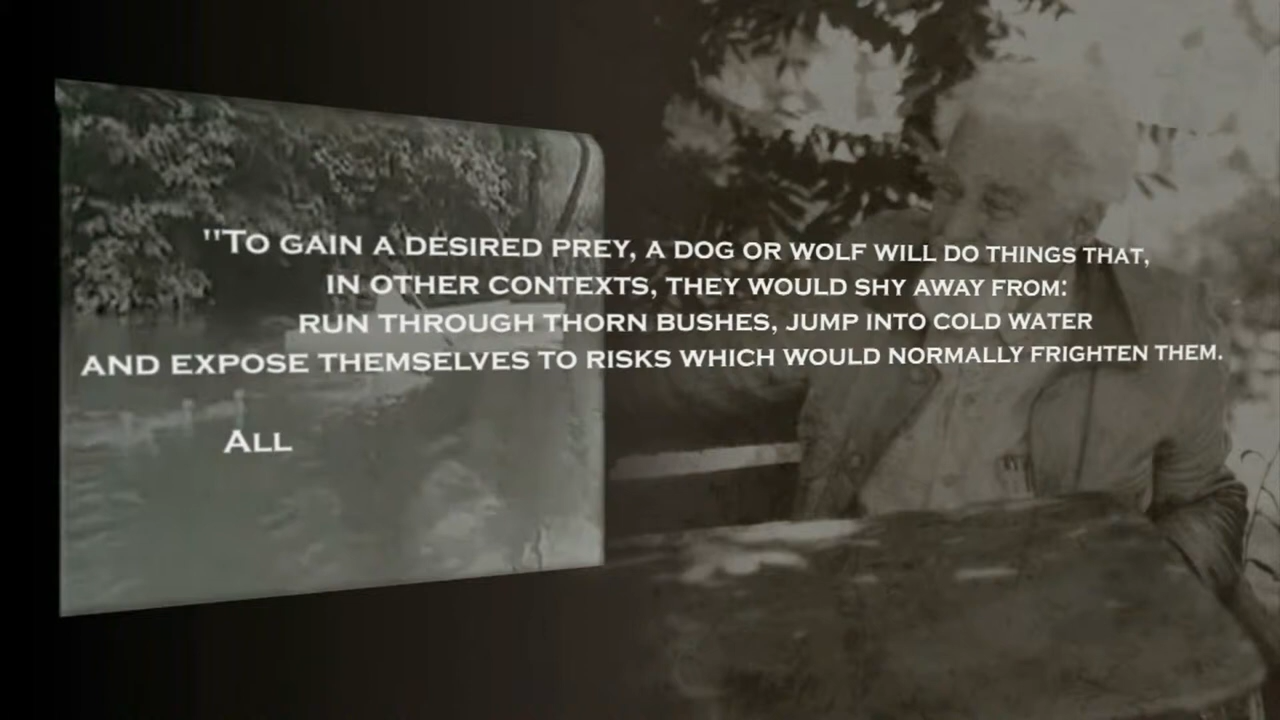 "To gain a desired prey, a dog or wolf will do things that,
in other contexts, they would shy away from:
run through thorn bushes, jump into cold water
and expose themselves to risks which would normally frighten them.
All